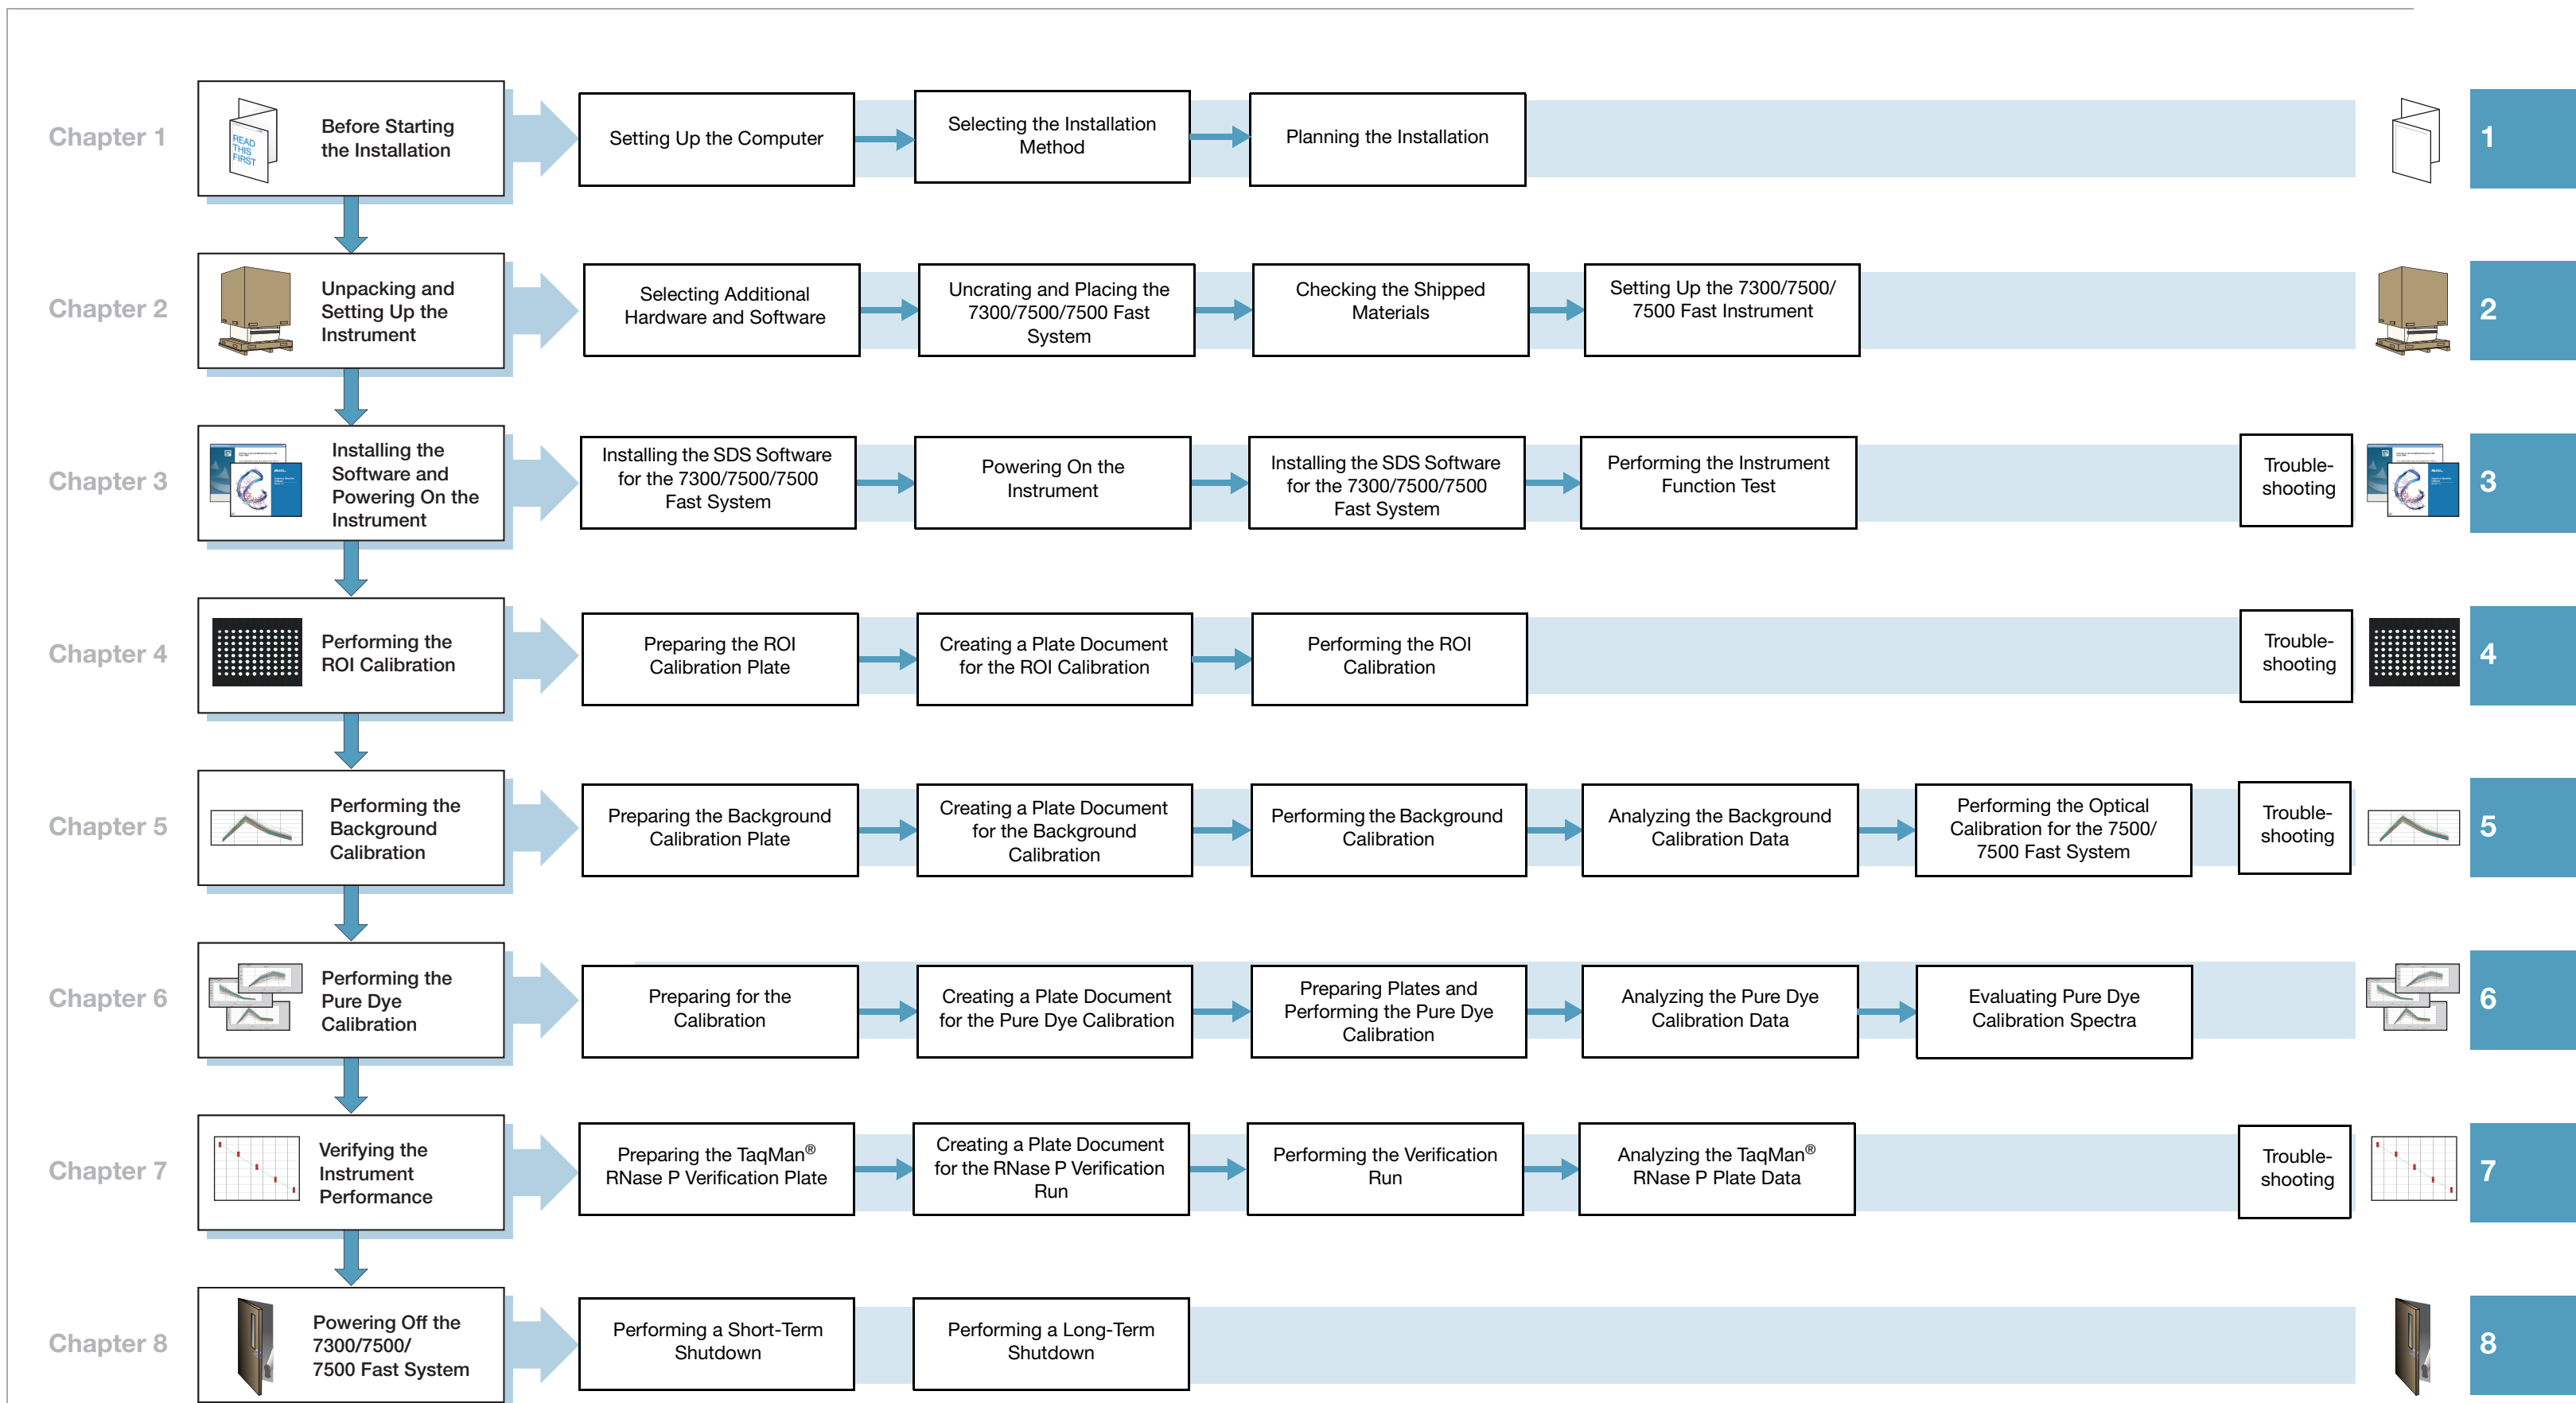 Chapter 1
READ
THIS
FIRST
Before Starting
the Installation
Setting Up the Computer
Selecting the Installation
Method
Planning the Installation
1
Chapter 2
Unpacking and
Setting Up the
Instrument
Selecting Additional
Hardware and Software
Uncrating and Placing the
7300/7500/7500 Fast
System
Checking the Shipped
Materials
Setting Up the 7300/7500/
7500 Fast Instrument
2
Chapter 3
Installing the
Software and
Powering On the
Instrument
Installing the SDS Software
for the 7300/7500/7500
Fast System
Powering On the
Instrument
Installing the SDS Software
for the 7300/7500/7500
Fast System
Performing the Instrument
Function Test
Trouble-
shooting
3
Chapter 4
Performing the
ROI Calibration
Preparing the ROI
Calibration Plate
Creating a Plate Document
for the ROI Calibration
Performing the ROI
Calibration
Trouble-
shooting
4
Chapter 5
Performing the
Background
Calibration
Preparing the Background
Calibration Plate
Creating a Plate Document
for the Background
Calibration
Performing the Background
Calibration
Analyzing the Background
Calibration Data
Performing the Optical
Calibration for the 7500/
7500 Fast System
Trouble-
shooting
5
Chapter 6
Performing the
Pure Dye
Calibration
Preparing for the
Calibration
Creating a Plate Document
for the Pure Dye Calibration
Preparing Plates and
Performing the Pure Dye
Calibration
Analyzing the Pure Dye
Calibration Data
Evaluating Pure Dye
Calibration Spectra
6
Chapter 7
Verifying the
Instrument
Performance
Preparing the TaqMan®
RNase P Verification Plate
Creating a Plate Document
for the RNase P Verification
Run
Performing the Verification
Run
Analyzing the TaqMan®
RNase P Plate Data
Trouble-
shooting
7
Chapter 8
Powering Off the
7300/7500/
7500 Fast System
Performing a Short-Term
Shutdown
Performing a Long-Term
Shutdown
8